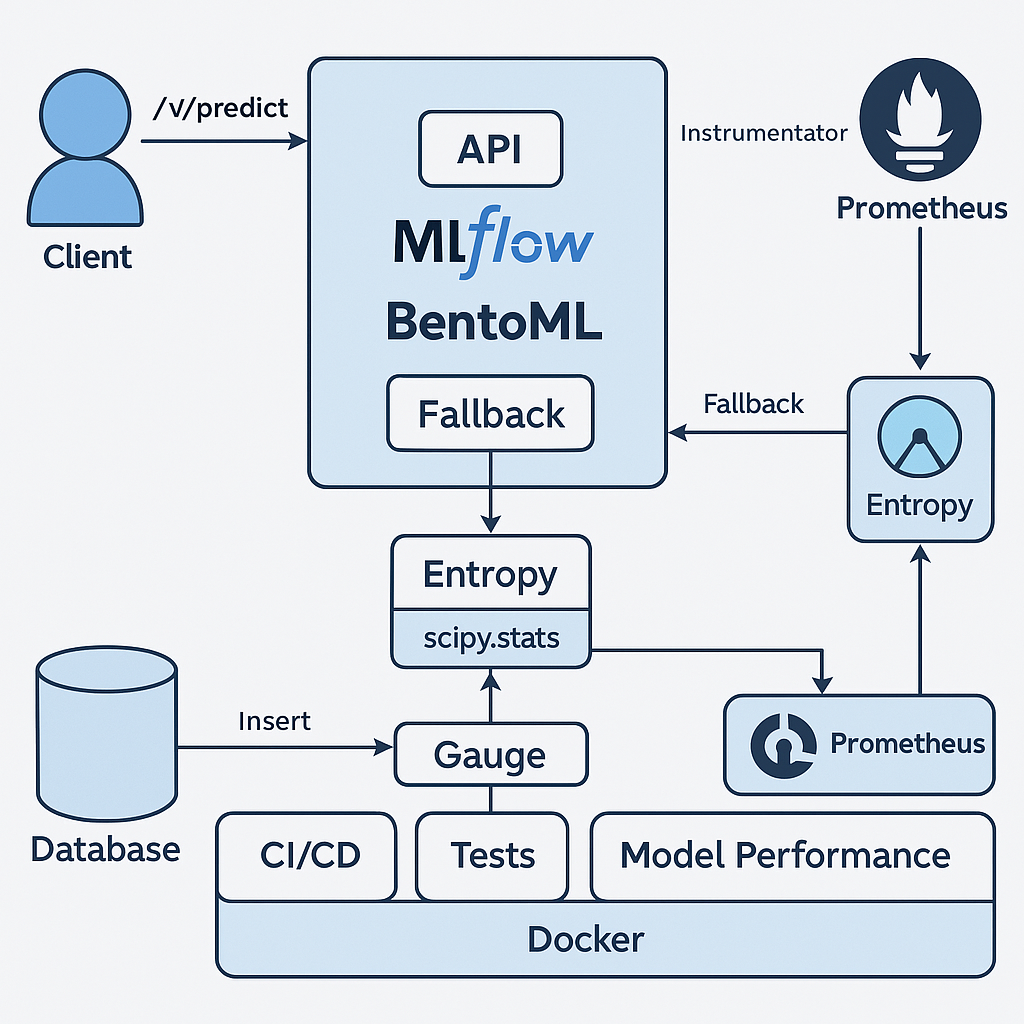 /v/predict
Client
API
MLflow
BentoML
Fallback
Instrumentator
Prometheus
Fallback
Entropy
Entropy
scipy.stats
Insert
Gauge
Prometheus
Database
CI/CD
Tests
Model Performance
Docker